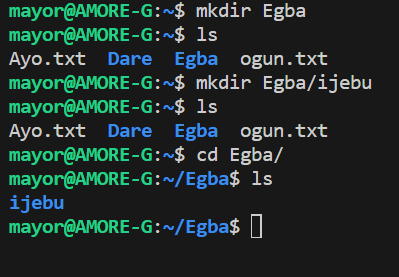 mayor@AMORE-G:~$ mkdir Egba
mayor@AMORE-G:~$ ls
Ayo.txt  Dare  Egba  ogun.txt
mayor@AMORE-G:~$ mkdir Egba/ijebu
mayor@AMORE-G:~$ ls
Ayo.txt  Dare  Egba  ogun.txt
mayor@AMORE-G:~$ cd Egba/
mayor@AMORE-G:~/Egba$ ls
ijebu
mayor@AMORE-G:~/Egba$